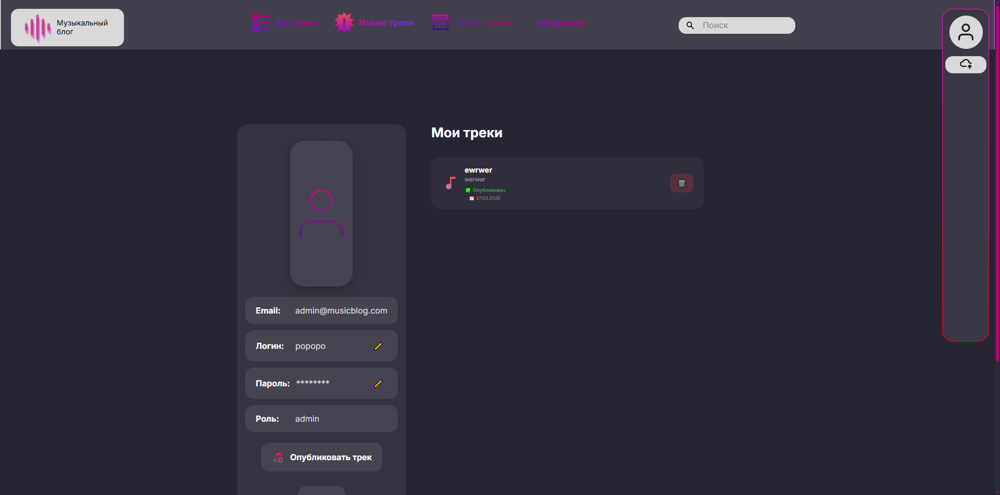 Музыкальный
блог
Все треки
Новые треки
Треки недели
Модерация
Поиск
Мои треки
ewrwer
werwer
✅ Опубликован
27.03.2026
Email: admin@musicblog.com
Логин: popopo
Пароль: ********
Роль: admin
Опубликовать трек